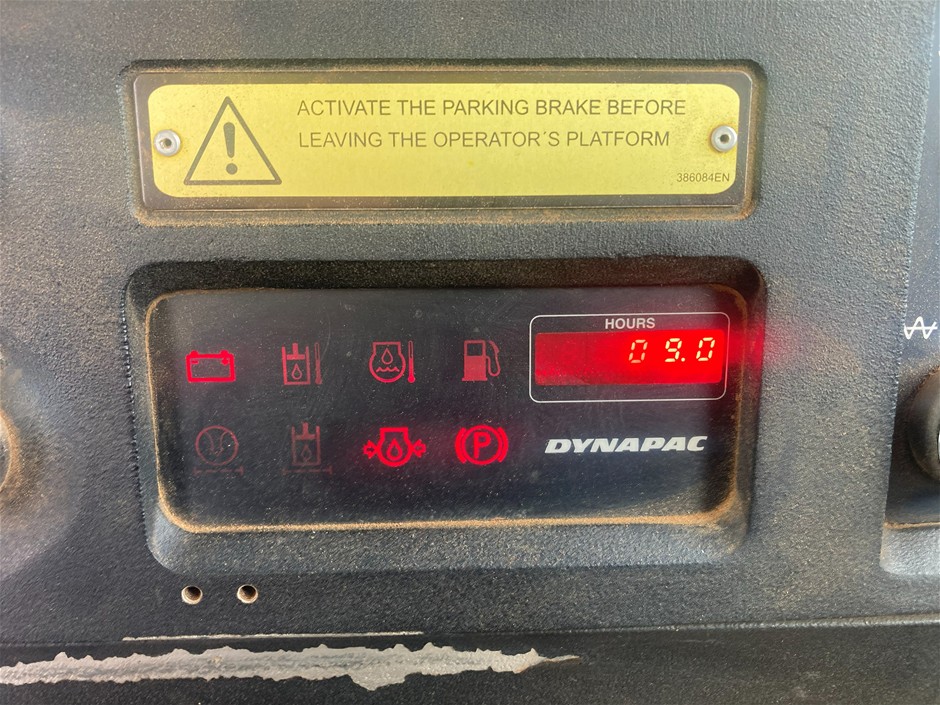 ACTIVATE THE PARKING BRAKE BEFORE
LEAVING THE OPERATOR´S PLATFORM
386084EN
HOURS
09.0
P
DYNAPAC